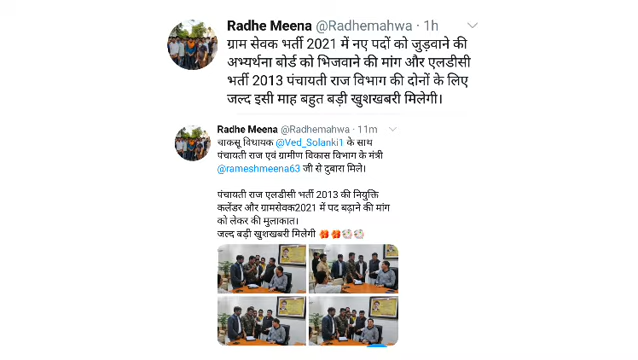 Radhe Meena @Radhemahwa · 1h
ग्राम सेवक भर्ती 2021 में नए पदों को जुड़वाने की
अभ्यर्थना बोर्ड को भिजवाने की मांग और एलडीसी
भर्ती 2013 पंचायती राज विभाग की दोनों के लिए
जल्द इसी माह बहुत बड़ी खुशखबरी मिलेगी।
Radhe Meena @Radhemahwa · 11m
चाकसू विधायक @Ved_Solanki1 के साथ
पंचायती राज एवं ग्रामीण विकास विभाग के मंत्री
@rameshmeena63 जी से दुबारा मिले।
पंचायती राज एलडीसी भर्ती 2013 की नियुक्ति
कलेंडर और ग्रामसेवक2021 में पद बढ़ाने की मांग
को लेकर की मुलाकात।
जल्द बड़ी खुशखबरी मिलेगी